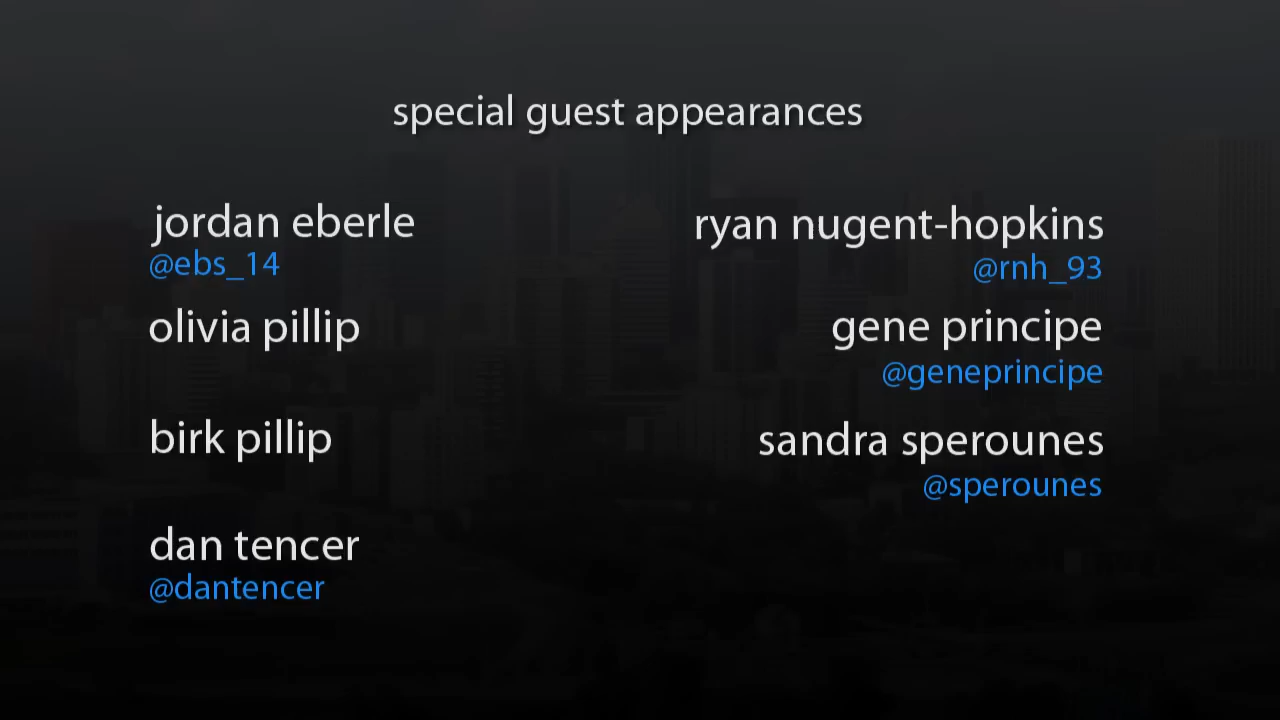 special guest appearances
jordan eberle
@ebs_14
olivia pillip
birk pillip
dan tencer
@dantencer
ryan nugent-hopkins
@rnh_93
gene principe
@geneprincipe
sandra sperounes
@sperounes